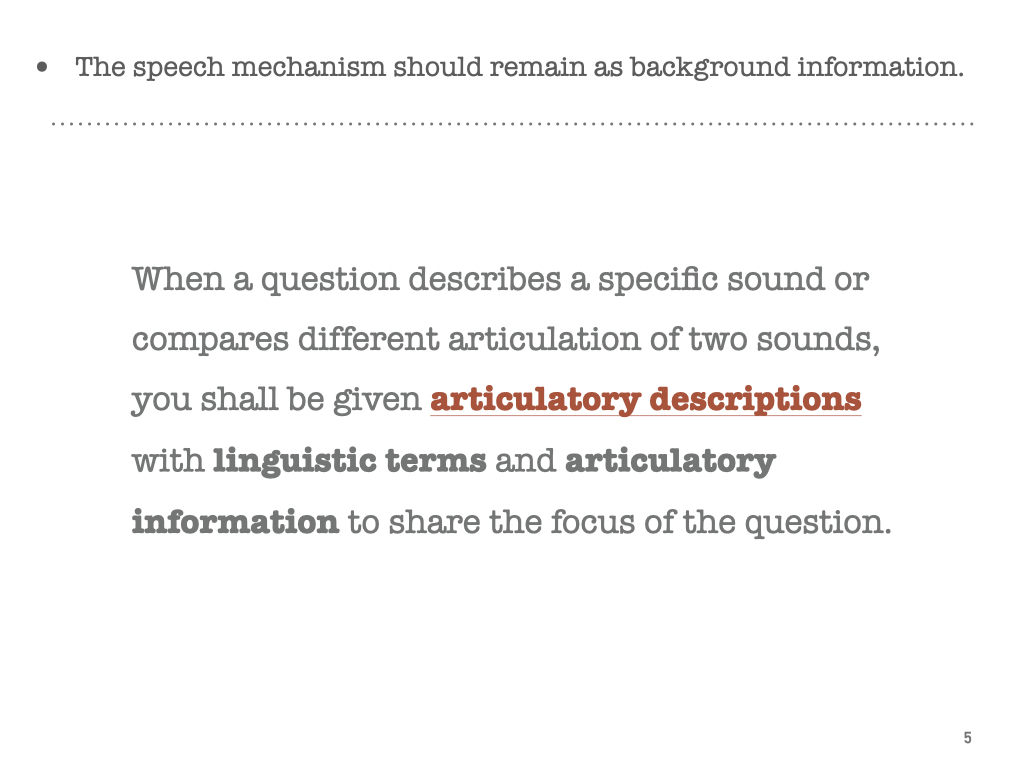 • The speech mechanism should remain as background information.
When a question describes a specific sound or
compares different articulation of two sounds,
you shall be given articulatory descriptions
with linguistic terms and articulatory
information to share the focus of the question.
5